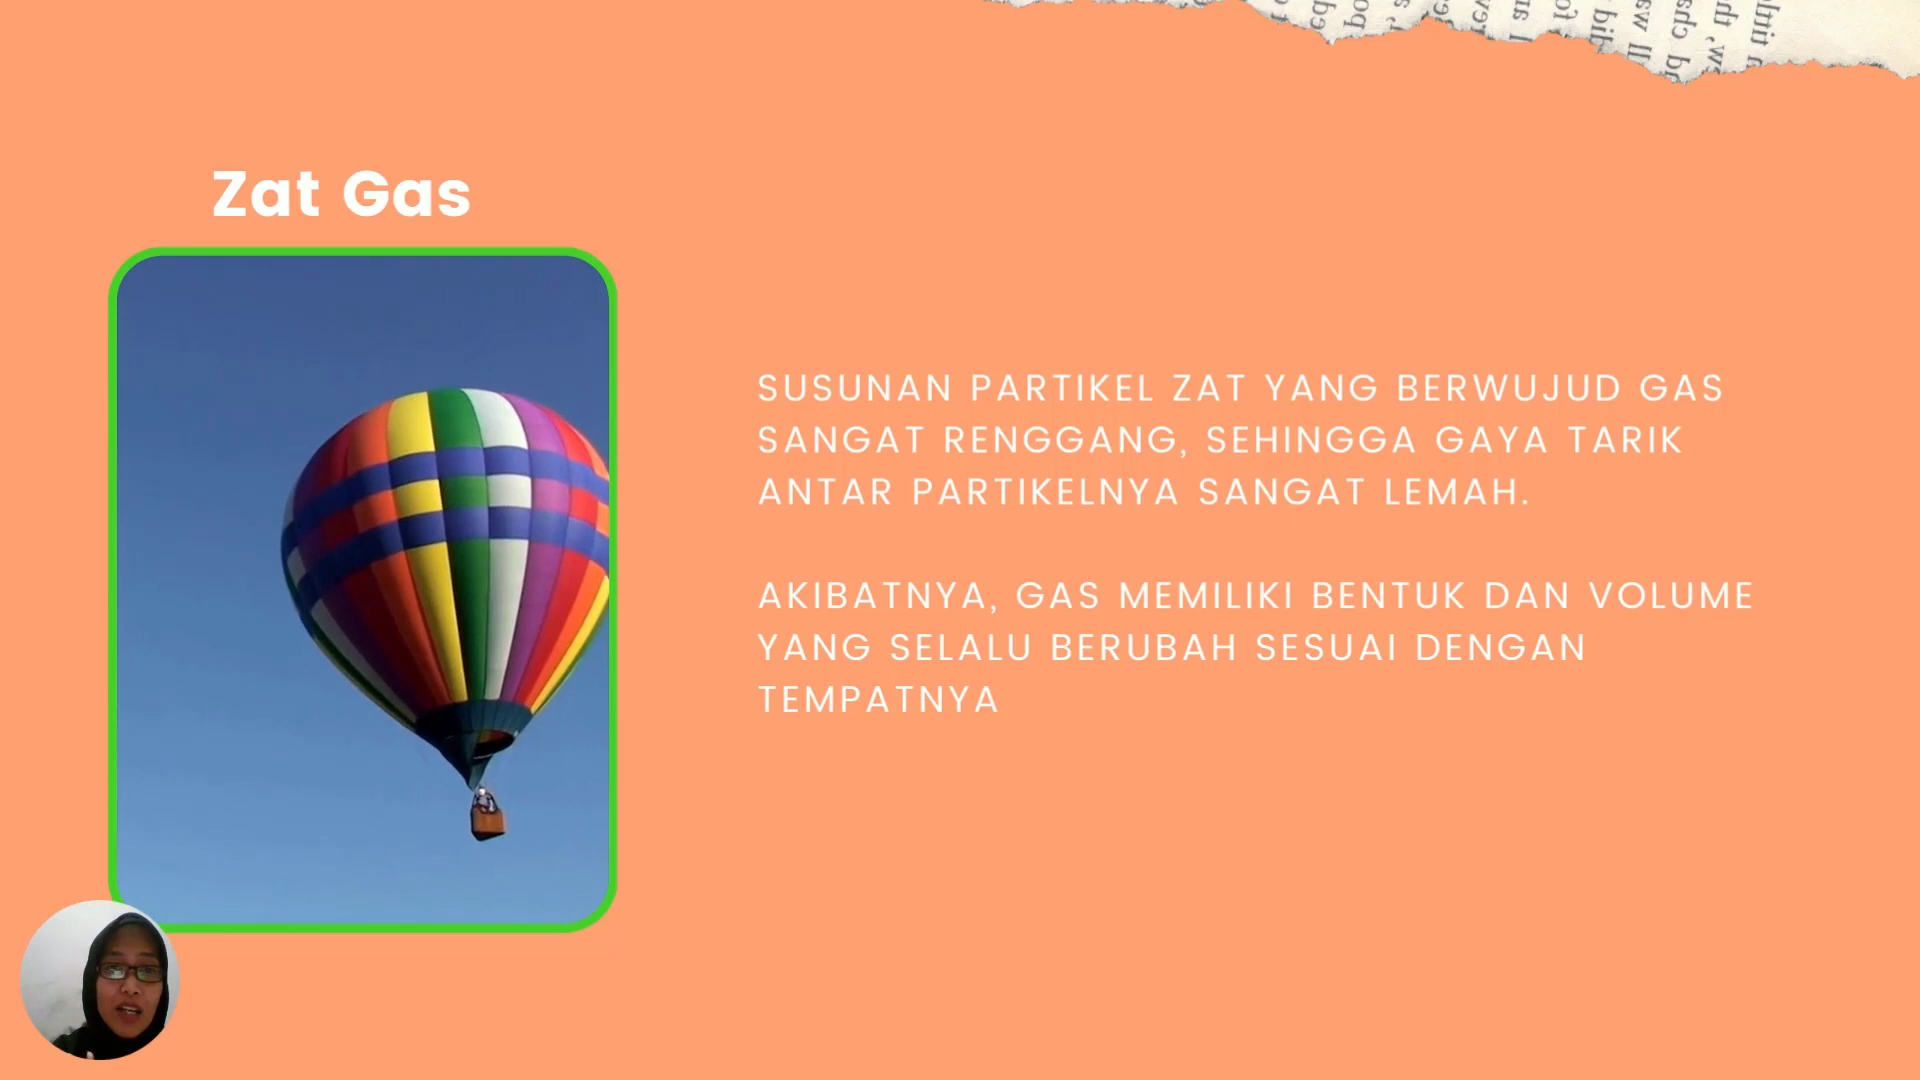 Zat Gas
SUSUNAN PARTIKEL ZAT YANG BERWUJUD GAS
SANGAT RENGGANG, SEHINGGA GAYA TARIK
ANTAR PARTIKELNYA SANGAT LEMAH.
AKIBATNYA, GAS MEMILIKI BENTUK DAN VOLUME
YANG SELALU BERUBAH SESUAI DENGAN
TEMPATNYA